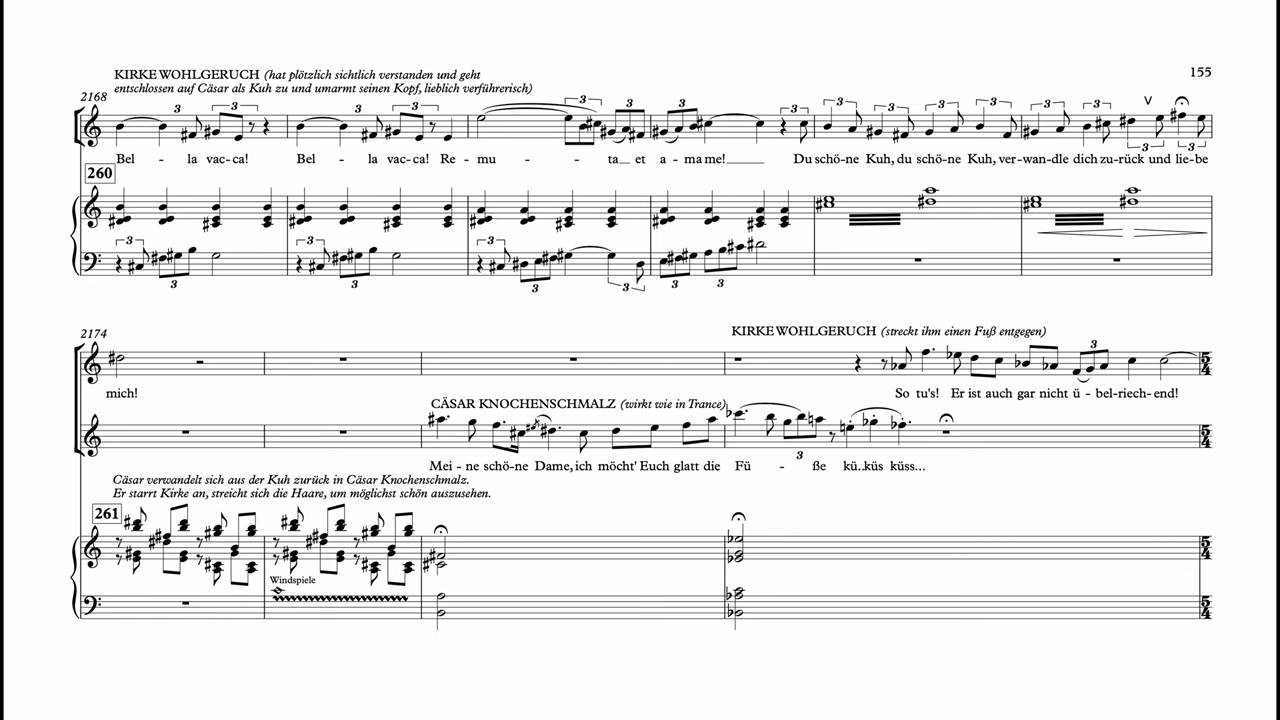 KIRKE WOHLGERUCH (hat plötzlich sichtlich verstanden und geht
entschlossen auf Cäsar als Kuh zu und umarmt seinen Kopf, lieblich verführerisch)
155
2168
Bel- - la vac-ca! Bel- - la vac-ca! Re- mu - - ta et a-ma me! Du schö-ne Kuh, du schö-ne Kuh, ver-wan-dle dich zu-rück und lie-be
260
2174
KIRKE WOHLGERUCH (streckt ihm einen Fuß entgegen)
mich! So tu's! Er ist auch gar nicht ü - bel-riech-end!
CÄSAR KNOCHENSCHMALZ (wirkt wie in Trance)
Mei - ne schö-ne Dame, ich möcht' Euch glatt die Fü - ße kü..küs küss...
Cäsar verwandelt sich aus der Kuh zurück in Cäsar Knochenschmalz.
Er starrt Kirke an, streicht sich die Haare, um möglichst schön auszusehen.
261
Windspiele